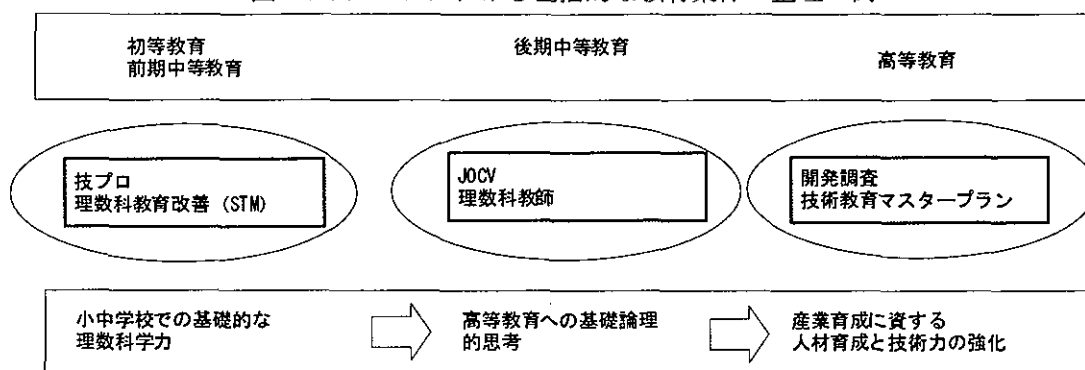 初等教育
前期中等教育
後期中等教育
高等教育
技プロ
理数科教育改善 (STM)
JOCV
理数科教師
開発調査
技術教育マスタープラン
小中学校での基礎的な
理数科学力
高等教育への基礎論理
的思考
産業育成に資する
人材育成と技術力の強化